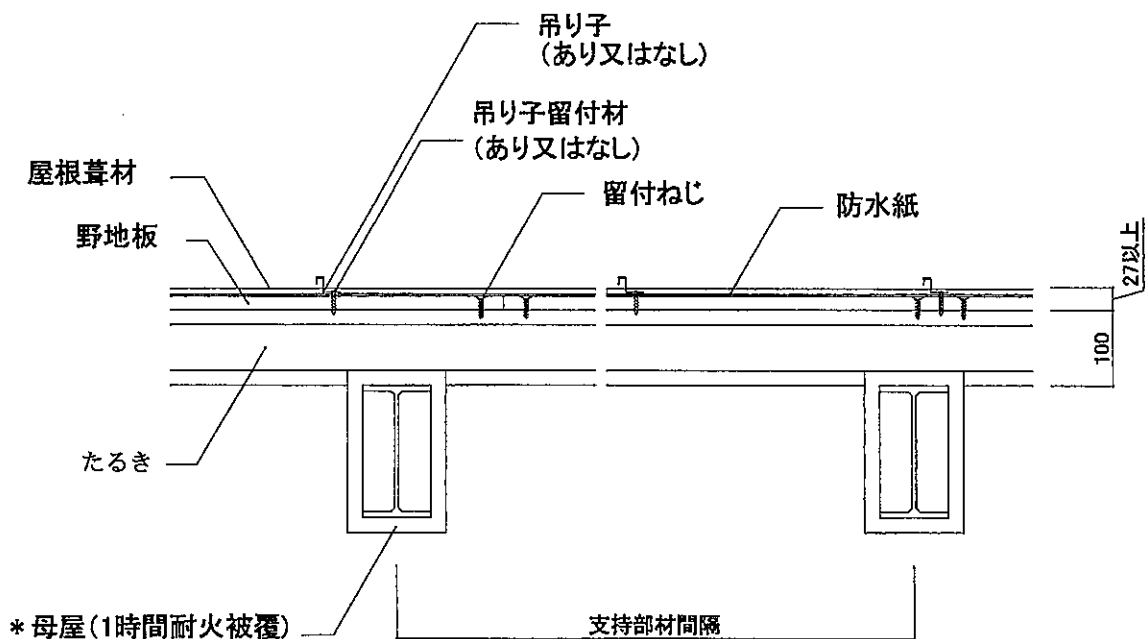 吊り子
(あり又はなし)
吊り子留付材
(あり又はなし)
屋根葺材
留付ねじ
防水紙
野地板
27以上
100
たるき
*母屋(1時間耐火被覆)
支持部材間隔